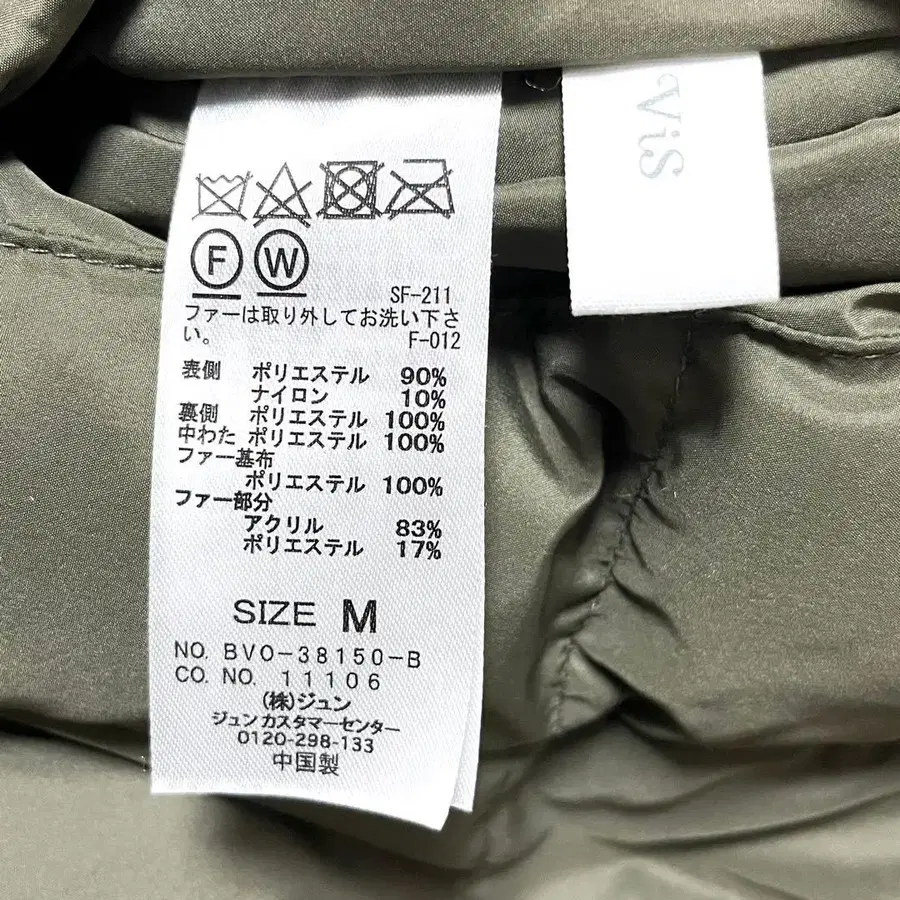 ViS
F W
SF-211
ファーは取り外してお洗い下さ
い。 F-012
表側 ポリエステル 90%
ナイロン 10%
裏側 ポリエステル 100%
中わた ポリエステル 100%
ファー基布
ポリエステル 100%
ファー部分
アクリル 83%
ポリエステル 17%
SIZE M
NO. BVO-38150-B
CO. NO. 11106
(株)ジュン
ジュン カスタマーセンター
0120-298-133
中国製